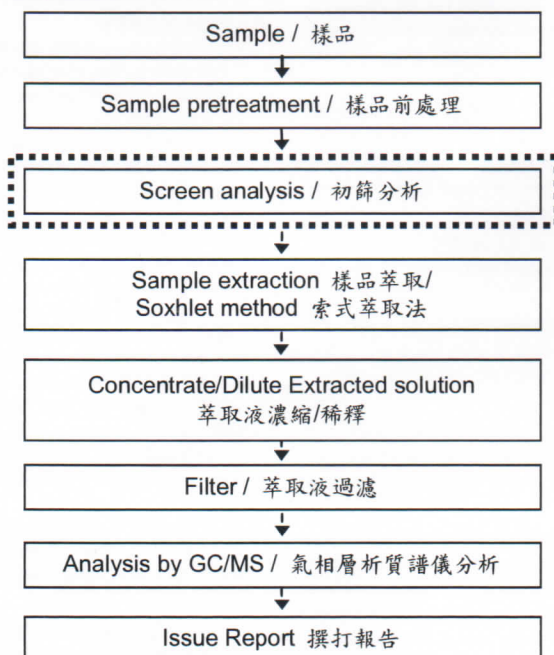 Sample / 樣品
Sample pretreatment / 樣品前處理
Screen analysis / 初篩分析
Sample extraction 樣品萃取/
Soxhlet method 索式萃取法
Concentrate/Dilute Extracted solution
萃取液濃縮/稀釋
Filter / 萃取液過濾
Analysis by GC/MS / 氣相層析質譜儀分析
Issue Report 撰打報告